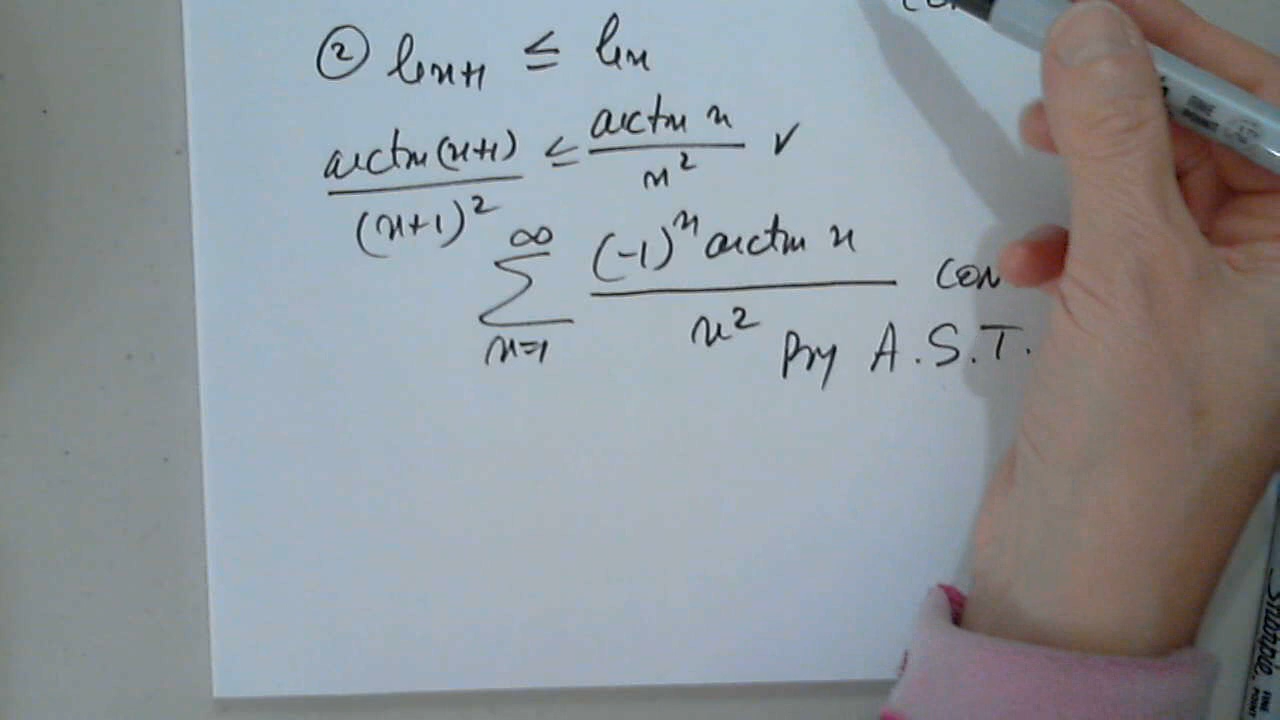 ② bn+1 ≤ bn
arctan(n+1)/(n+1)² ≤ arctan n/n² ✓
∞ Σ n=1 (-1)ⁿ arctan n/n² con
By A.S.T.